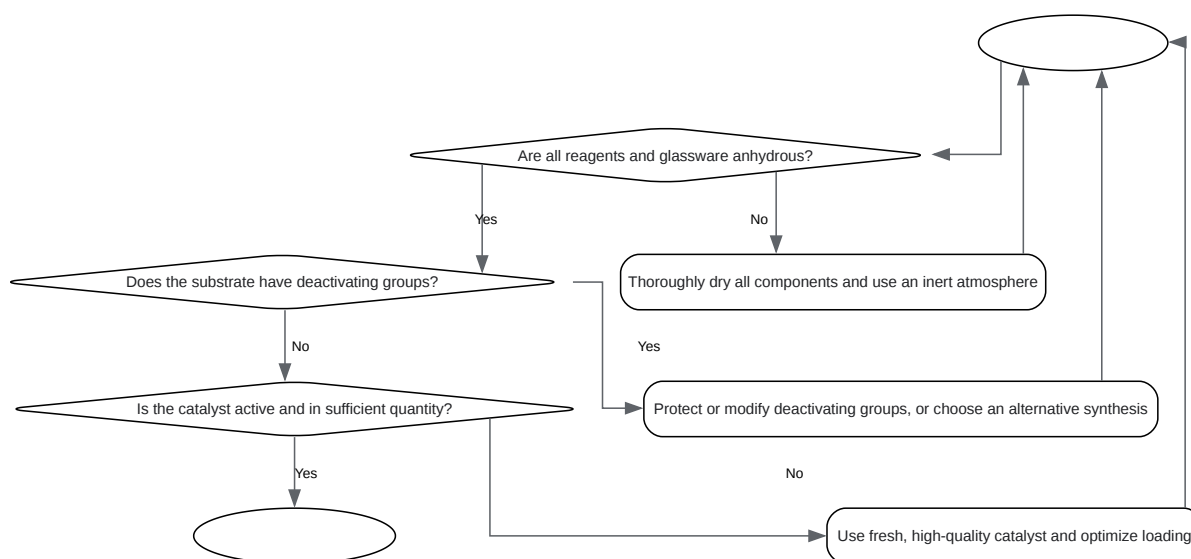 Are all reagents and glassware anhydrous?
Yes
No
Does the substrate have deactivating groups?
Thoroughly dry all components and use an inert atmosphere
No
Yes
Is the catalyst active and in sufficient quantity?
Protect or modify deactivating groups, or choose an alternative synthesis
Yes
No
Use fresh, high-quality catalyst and optimize loading